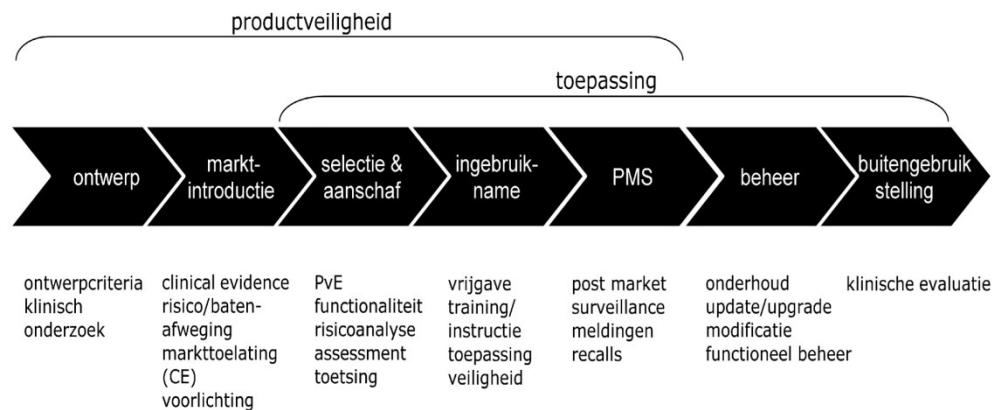 productveiligheid
toepassing
ontwerp
markt-
introductie
selectie &
aanschaf
ingebruik-
name
PMS
beheer
buitengebruik
stelling
ontwerpcriteria
klinisch
onderzoek
clinical evidence
risico/baten-
afweging
markttoelating
(CE)
voorlichting
PvE
functionaliteit
risicoanalyse
assessment
toetsing
vrijgave
training/
instructie
toepassing
veiligheid
post market
surveillance
meldingen
recalls
onderhoud
update/upgrade
modificatie
functioneel beheer
klinische evaluatie